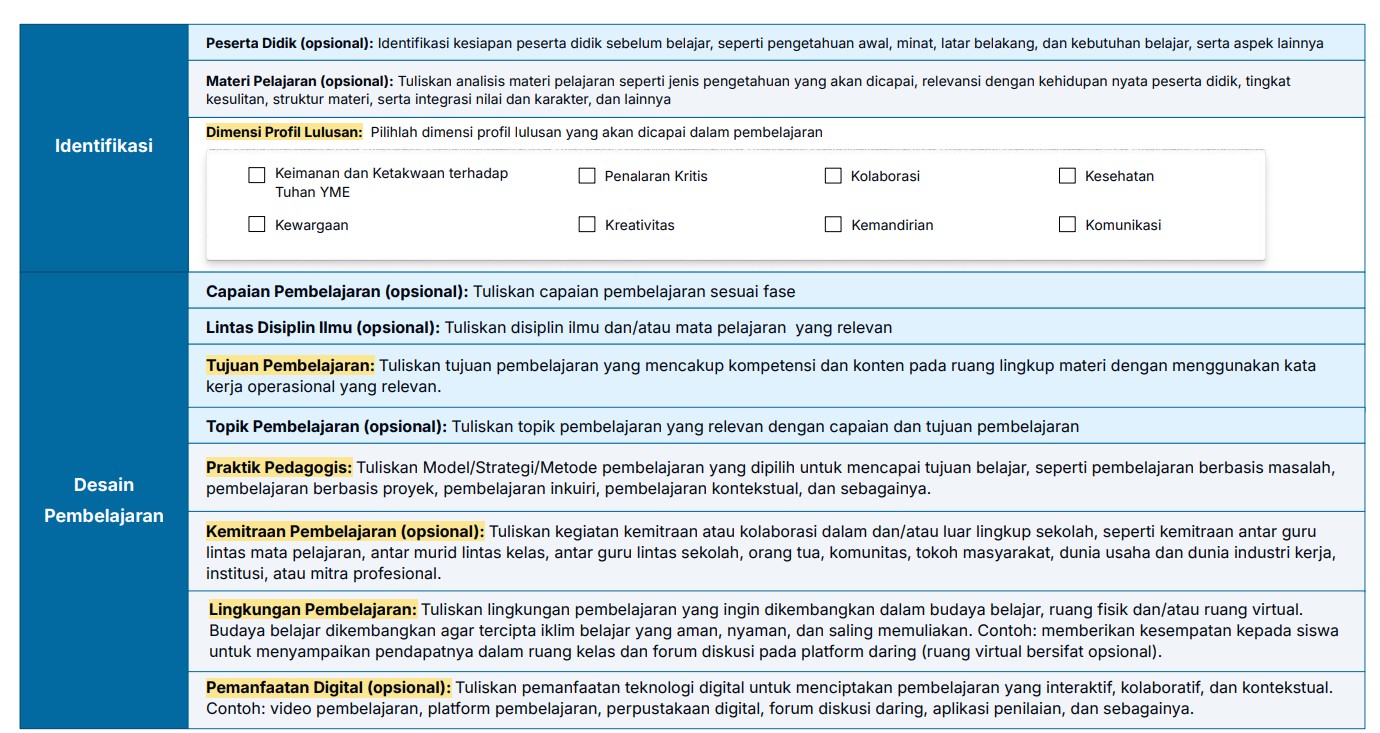 Identifikasi
Peserta Didik (opsional): Identifikasi kesiapan peserta didik sebelum belajar, seperti pengetahuan awal, minat, latar belakang, dan kebutuhan belajar, serta aspek lainnya
Materi Pelajaran (opsional): Tuliskan analisis materi pelajaran seperti jenis pengetahuan yang akan dicapai, relevansi dengan kehidupan nyata peserta didik, tingkat
kesulitan, struktur materi, serta integrasi nilai dan karakter, dan lainnya
Dimensi Profil Lulusan: Pilihlah dimensi profil lulusan yang akan dicapai dalam pembelajaran
Keimanan dan Ketakwaan terhadap
Tuhan YME
Penalaran Kritis
Kolaborasi
Kesehatan
Kewargaan
Kreativitas
Kemandirian
Komunikasi
Desain
Pembelajaran
Capaian Pembelajaran (opsional): Tuliskan capaian pembelajaran sesuai fase
Lintas Disiplin Ilmu (opsional): Tuliskan disiplin ilmu dan/atau mata pelajaran yang relevan
Tujuan Pembelajaran: Tuliskan tujuan pembelajaran yang mencakup kompetensi dan konten pada ruang lingkup materi dengan menggunakan kata
kerja operasional yang relevan.
Topik Pembelajaran (opsional): Tuliskan topik pembelajaran yang relevan dengan capaian dan tujuan pembelajaran
Praktik Pedagogis: Tuliskan Model/Strategi/Metode pembelajaran yang dipilih untuk mencapai tujuan belajar, seperti pembelajaran berbasis masalah,
pembelajaran berbasis proyek, pembelajaran inkuiri, pembelajaran kontekstual, dan sebagainya.
Kemitraan Pembelajaran (opsional): Tuliskan kegiatan kemitraan atau kolaborasi dalam dan/atau luar lingkup sekolah, seperti kemitraan antar guru
lintas mata pelajaran, antar murid lintas kelas, antar guru lintas sekolah, orang tua, komunitas, tokoh masyarakat, dunia usaha dan dunia industri kerja,
institusi, atau mitra profesional.
Lingkungan Pembelajaran: Tuliskan lingkungan pembelajaran yang ingin dikembangkan dalam budaya belajar, ruang fisik dan/atau ruang virtual.
Budaya belajar dikembangkan agar tercipta iklim belajar yang aman, nyaman, dan saling memuliakan. Contoh: memberikan kesempatan kepada siswa
untuk menyampaikan pendapatnya dalam ruang kelas dan forum diskusi pada platform daring (ruang virtual bersifat opsional).
Pemanfaatan Digital (opsional): Tuliskan pemanfaatan teknologi digital untuk menciptakan pembelajaran yang interaktif, kolaboratif, dan kontekstual.
Contoh: video pembelajaran, platform pembelajaran, perpustakaan digital, forum diskusi daring, aplikasi penilaian, dan sebagainya.